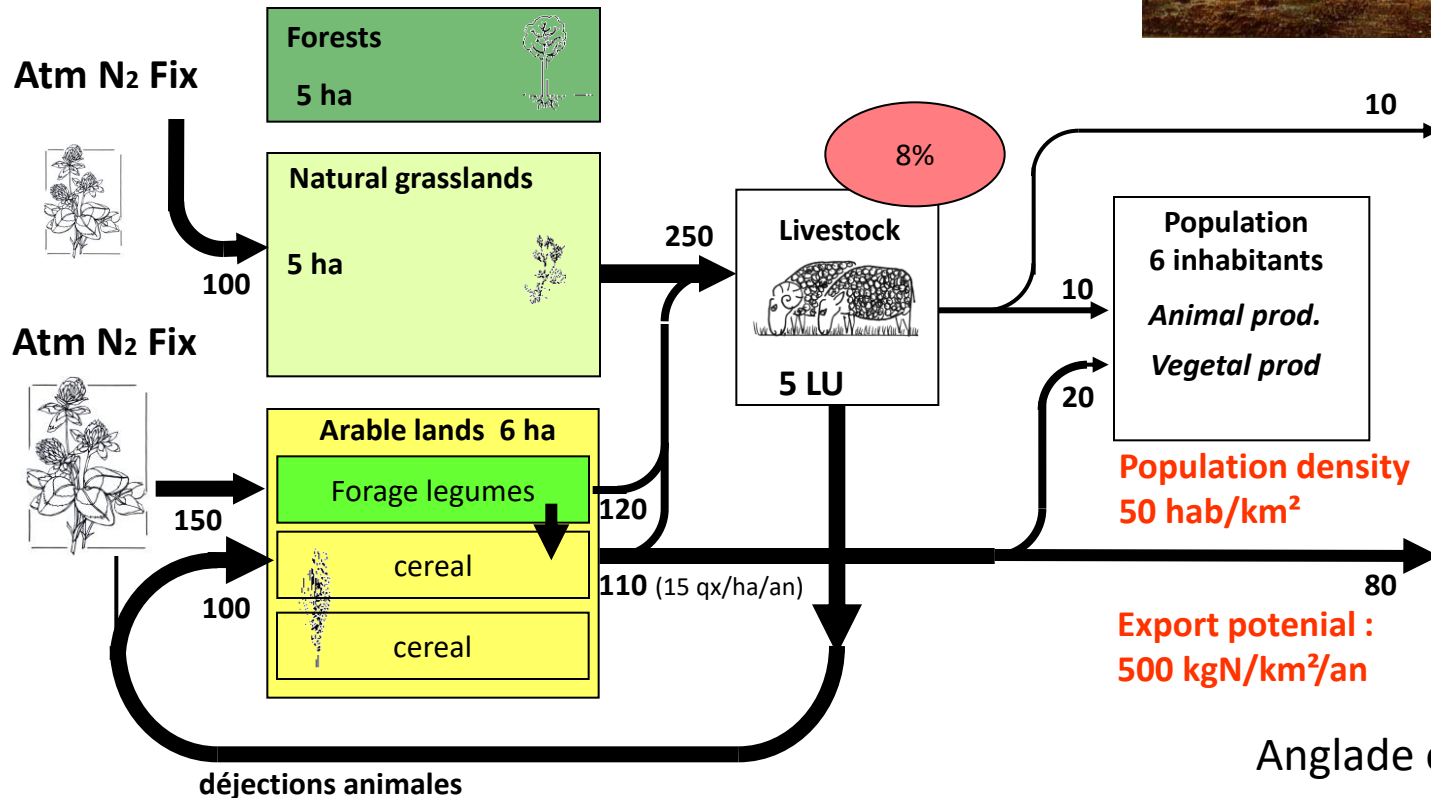 Forests
5 ha
Atm N2 Fix
100
Natural grasslands
5 ha
250
8%
Livestock
5 LU
10
10
Population
6 inhabitants
Animal prod.
Vegetal prod
20
Atm N2 Fix
150
100
Arable lands 6 ha
Forage legumes
120
cereal
110 (15 qx/ha/an)
cereal
Population density
50 hab/km²
80
Export potenial :
500 kgN/km²/an
déjections animales
Anglade